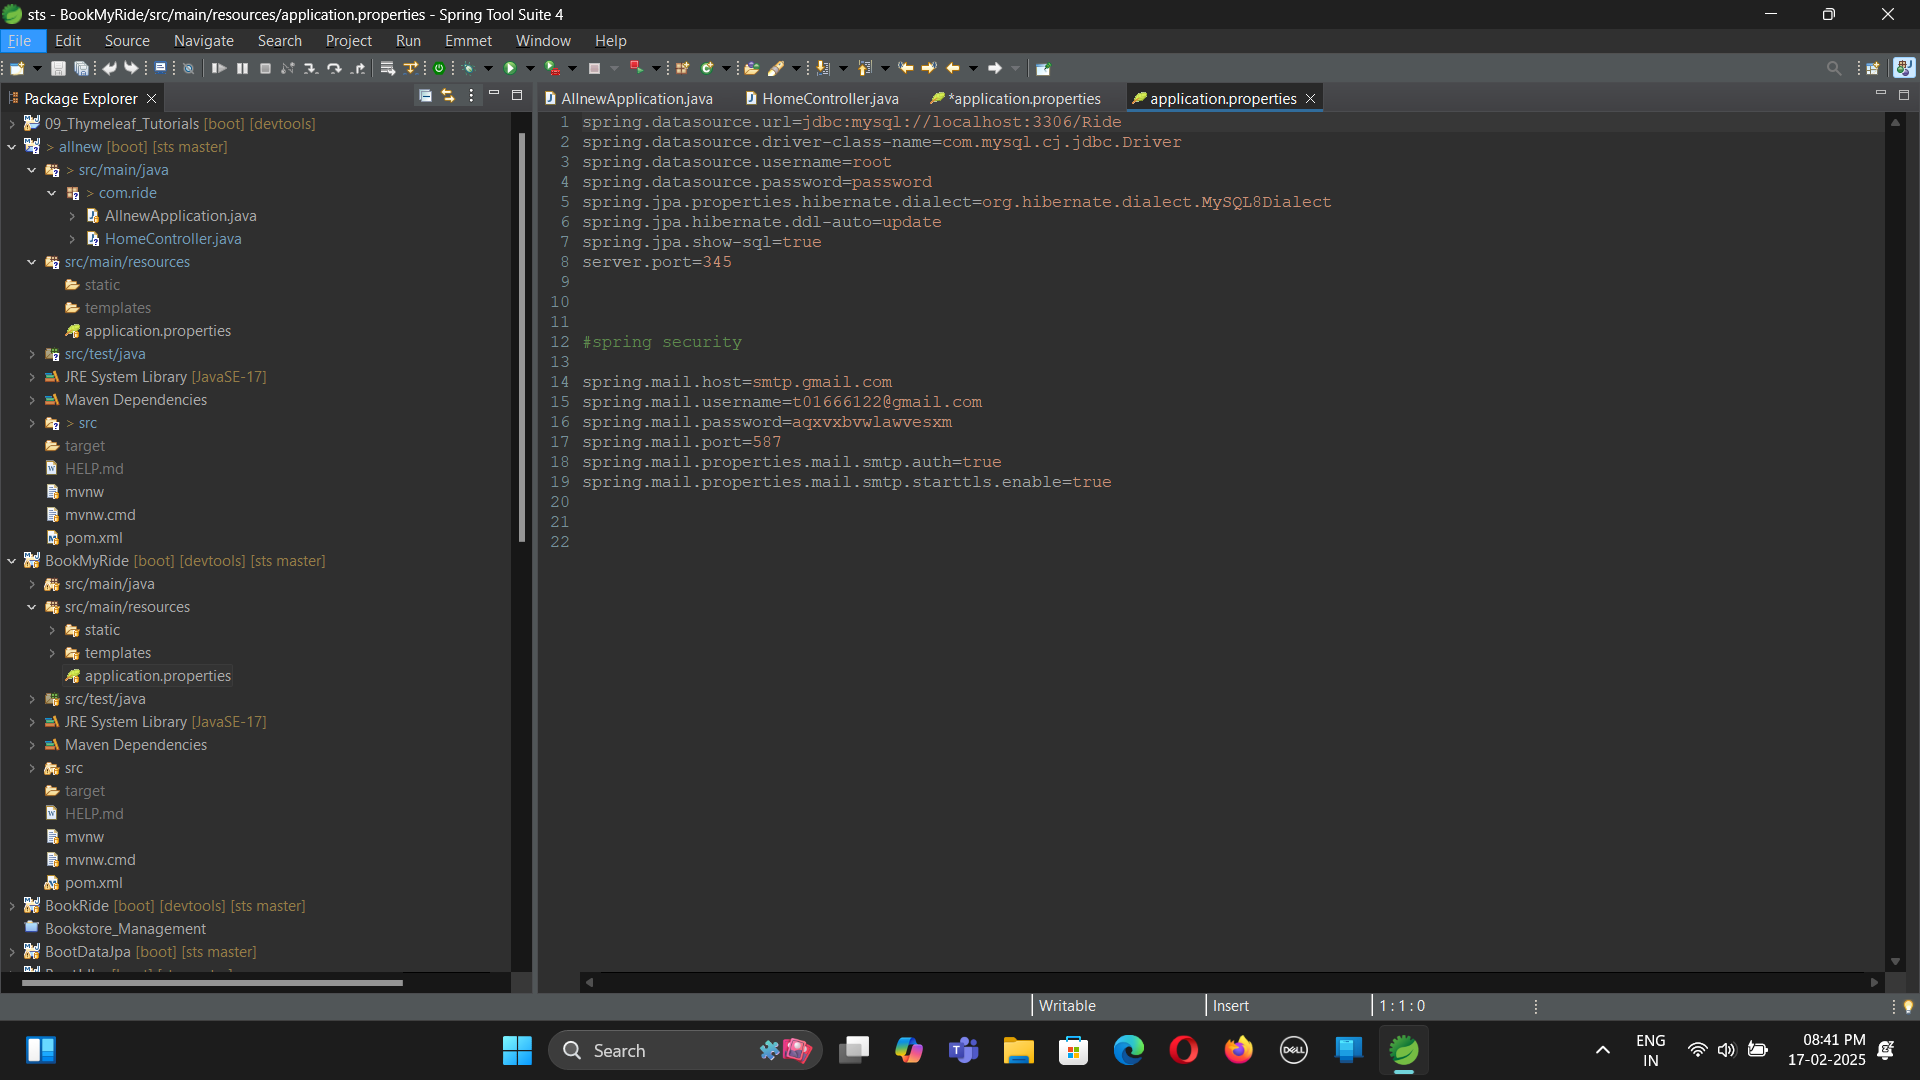 sts - BookMyRide/src/main/resources/application.properties - Spring Tool Suite 4
File Edit Source Navigate Search Project Run Emmet Window Help
Package Explorer
AllnewApplication.java HomeController.java *application.properties application.properties
09_Thymeleaf_Tutorials [boot] [devtools]
> allnew [boot] [sts master]
> src/main/java
> com.ride
AllnewApplication.java
HomeController.java
src/main/resources
static
templates
application.properties
src/test/java
JRE System Library [JavaSE-17]
Maven Dependencies
> src
target
HELP.md
mvnw
mvnw.cmd
pom.xml
BookMyRide [boot] [devtools] [sts master]
src/main/java
src/main/resources
static
templates
application.properties
src/test/java
JRE System Library [JavaSE-17]
Maven Dependencies
src
target
HELP.md
mvnw
mvnw.cmd
pom.xml
BookRide [boot] [devtools] [sts master]
Bookstore_Management
BootDataJpa [boot] [sts master]
1 spring.datasource.url=jdbc:mysql://localhost:3306/Ride
2 spring.datasource.driver-class-name=com.mysql.cj.jdbc.Driver
3 spring.datasource.username=root
4 spring.datasource.password=password
5 spring.jpa.properties.hibernate.dialect=org.hibernate.dialect.MySQL8Dialect
6 spring.jpa.hibernate.ddl-auto=update
7 spring.jpa.show-sql=true
8 server.port=345
9
10
11
12 #spring security
13
14 spring.mail.host=smtp.gmail.com
15 spring.mail.username=t01666122@gmail.com
16 spring.mail.password=aqxvxbvwlawvesxm
17 spring.mail.port=587
18 spring.mail.properties.mail.smtp.auth=true
19 spring.mail.properties.mail.smtp.starttls.enable=true
20
21
22
Writable Insert 1 : 1 : 0
Search
DELL
ENG
IN
08:41 PM
17-02-2025